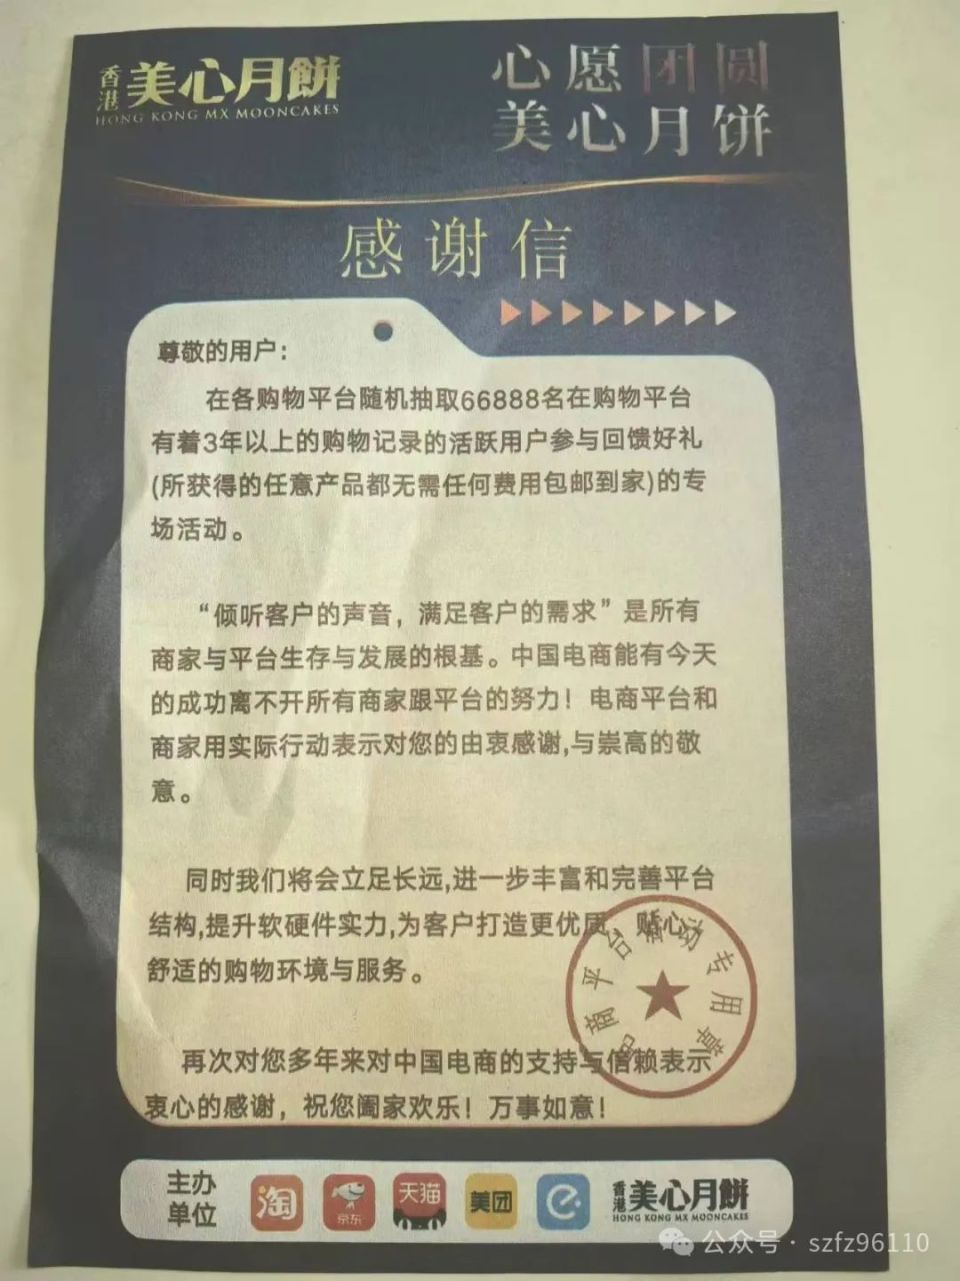 香港
美心月餅
HONG KONG MX MOONCAKES
心愿团圆
美心月饼
感谢信
尊敬的用户：
在各购物平台随机抽取66888名在购物平台
有着3年以上的购物记录的活跃用户参与回馈好礼
(所获得的任意产品都无需任何费用包邮到家)的专
场活动。
“倾听客户的声音，满足客户的需求”是所有
商家与平台生存与发展的根基。中国电商能有今天
的成功离不开所有商家跟平台的努力！电商平台和
商家用实际行动表示对您的由衷感谢,与崇高的敬
意。
同时我们将会立足长远,进一步丰富和完善平台
结构,提升软硬件实力,为客户打造更优质、贴心、
舒适的购物环境与服务。
再次对您多年来对中国电商的支持与信赖表示
衷心的感谢，祝您阖家欢乐！万事如意！
电商平台活动专用章
主办
单位
淘
京东
天猫
美团
香港
美心月餅
HONG KONG MX MOONCAKES
公众号·szfz96110